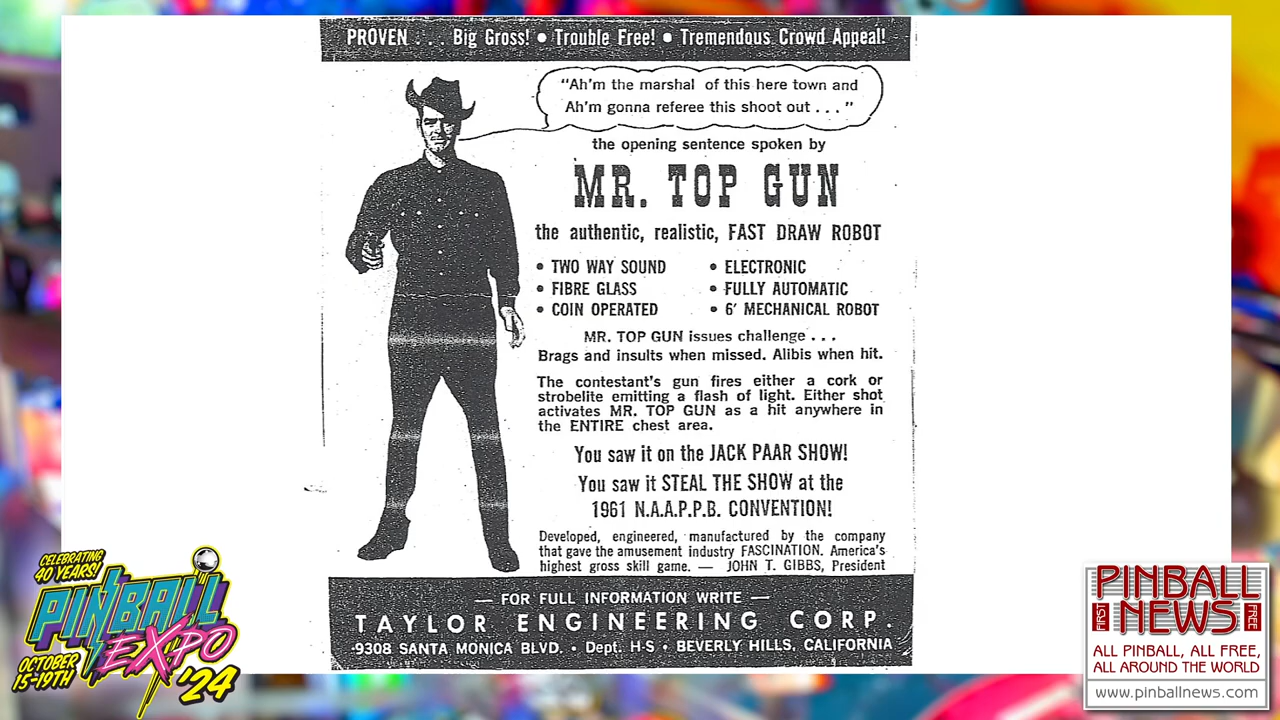 PROVEN . . . Big Gross! • Trouble Free! • Tremendous Crowd Appeal!
“Ah'm the marshal of this here town and
Ah'm gonna referee this shoot out . . . ”
the opening sentence spoken by
MR. TOP GUN
the authentic, realistic, FAST DRAW ROBOT
• TWO WAY SOUND
• FIBRE GLASS
• COIN OPERATED
• ELECTRONIC
• FULLY AUTOMATIC
• 6' MECHANICAL ROBOT
MR. TOP GUN issues challenge . . .
Brags and insults when missed. Alibis when hit.
The contestant's gun fires either a cork or
strobelite emitting a flash of light. Either shot
activates MR. TOP GUN as a hit anywhere in
the ENTIRE chest area.
You saw it on the JACK PAAR SHOW!
You saw it STEAL THE SHOW at the
1961 N.A.A.P.P.B. CONVENTION!
Developed, engineered, manufactured by the company
that gave the amusement industry FASCINATION. America's
highest gross skill game. — JOHN T. GIBBS, President
— FOR FULL INFORMATION WRITE —
TAYLOR ENGINEERING CORP.
9308 SANTA MONICA BLVD. • Dept. H-S • BEVERLY HILLS, CALIFORNIA
CELEBRATING
40 YEARS!
PINBALL
EXPO
OCTOBER
15-19TH
'24
PINBALL
NEWS
FREE
ALL PINBALL, ALL FREE,
ALL AROUND THE WORLD
www.pinballnews.com